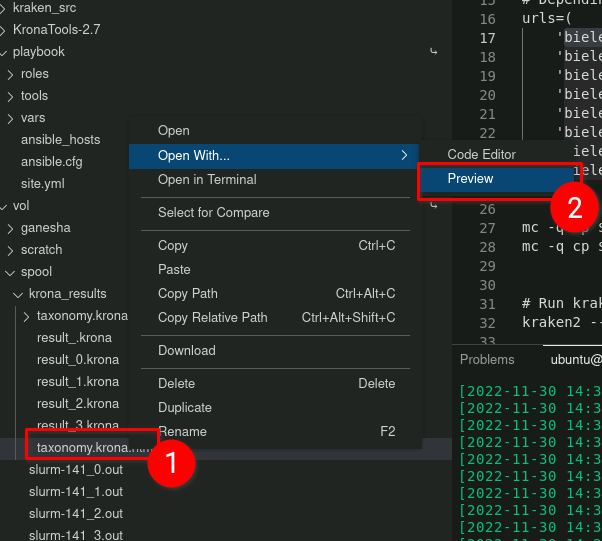 kraken_src
KronaTools-2.7
playbook
roles
tools
vars
ansible_hosts
ansible.cfg
site.yml
vol
ganesha
scratch
spool
krona_results
taxonomy.krona
result_.krona
result_0.krona
result_1.krona
result_2.krona
result_3.krona
taxonomy.krona.htm
slurm-141_0.out
slurm-141_1.out
slurm-141_2.out
slurm-141_3.out
1
Open
Open With...
Open in Terminal
Select for Compare
Copy Ctrl+C
Paste
Copy Path Ctrl+Alt+C
Copy Relative Path Ctrl+Alt+Shift+C
Download
Delete Delete
Duplicate
Rename F2
Code Editor
Preview
2
15 # Depending
16 urls=(
17 'biele
18 'biele
19 'biele
20 'biele
21 'biele
22 'biele
iele
iele
26
27 mc -q cp $
28 mc -q cp $
29
30
31 # Run krak
32 kraken2 --
33
Problems ubuntu@
[2022-11-30 14:3
[2022-11-30 14:3
[2022-11-30 14:3
[2022-11-30 14:3
[2022-11-30 14:3
[2022-11-30 14:3
[2022-11-30 14:3
[2022-11-30 14:3
[2022-11-30 14:3